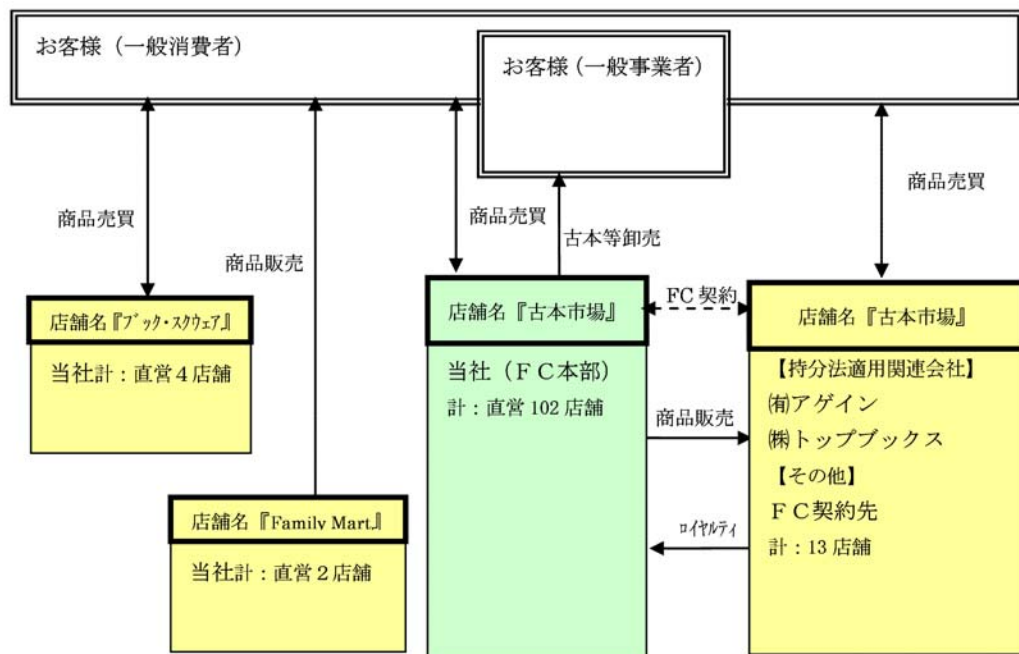 お客様（一般消費者）
お客様（一般事業者）
商品売買
商品販売
商品売買
古本等卸売
商品売買
店舗名『ブック・スクウェア』
当社計：直営４店舗
店舗名『Family Mart』
当社計：直営２店舗
店舗名『古本市場』
当社（ＦＣ本部）
計：直営 102 店舗
FC 契約
商品販売
ロイヤルティ
店舗名『古本市場』
【持分法適用関連会社】
㈲アゲイン
㈱トップブックス
【その他】
ＦＣ契約先
計：13 店舗